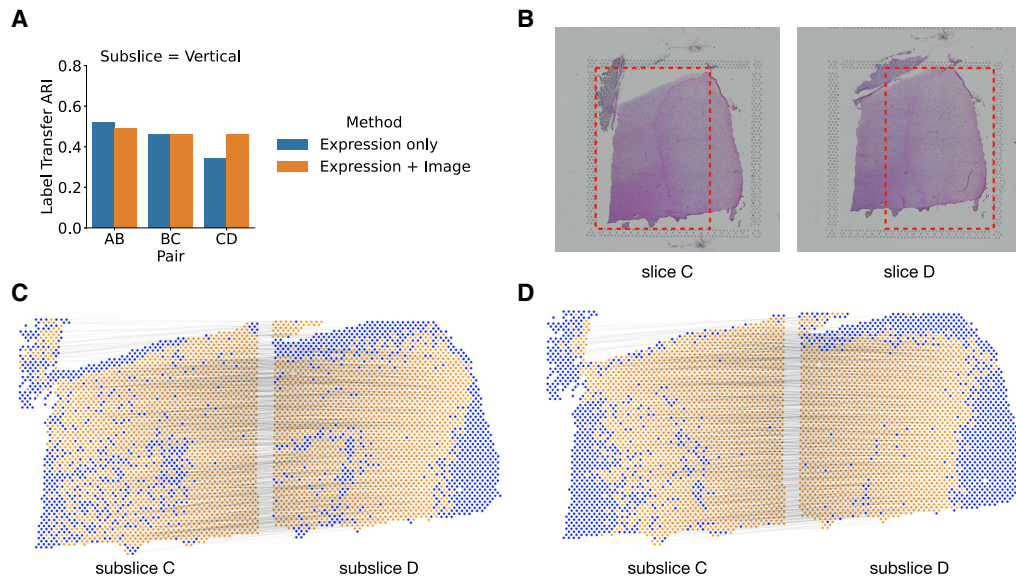 A
Subslice = Vertical
Label Transfer ARI
0.8
0.6
0.4
0.2
0.0
AB
BC
CD
Pair
Method
Expression only
Expression + Image
B
slice C
slice D
C
subslice C
subslice D
D
subslice C
subslice D